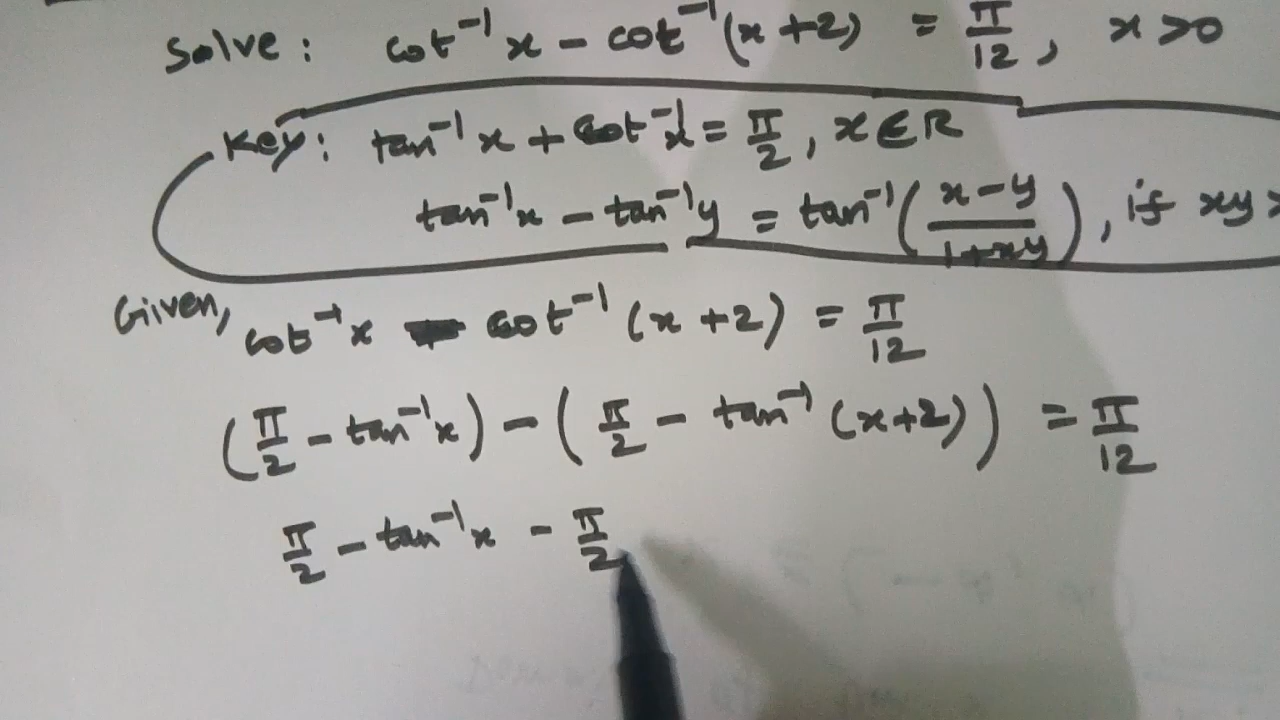 Solve: cot⁻¹x − cot⁻¹(x+2) = π/12, x>0
Key: tan⁻¹x + cot⁻¹x = π/2, x∈R
tan⁻¹x − tan⁻¹y = tan⁻¹((x−y)/(1+xy)), if xy>
Given, cot⁻¹x − cot⁻¹(x+2) = π/12
(π/2 − tan⁻¹x) − (π/2 − tan⁻¹(x+2)) = π/12
π/2 − tan⁻¹x − π/2